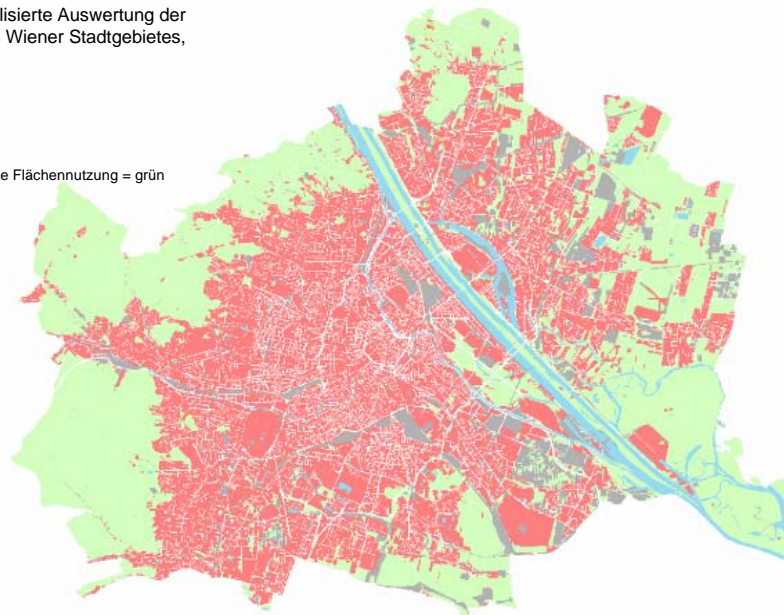 lisierte Auswertung der
Wiener Stadtgebietes,
e Flächennutzung = grün